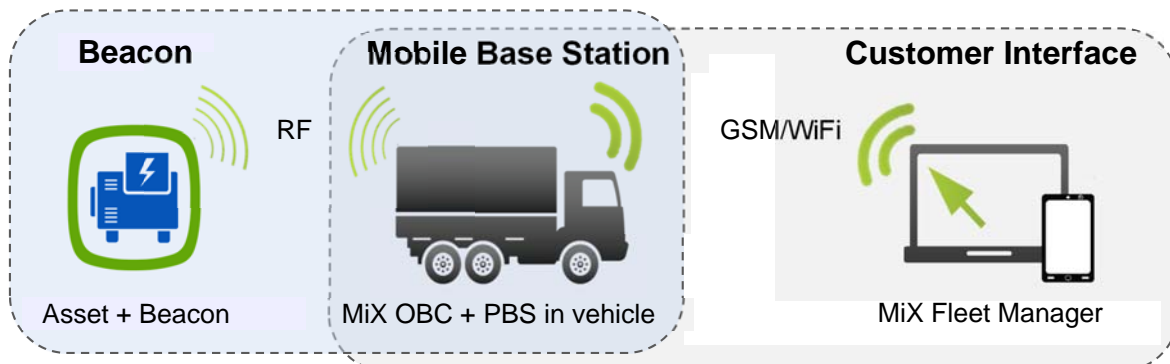 Beacon
Mobile Base Station
Customer Interface
RF
GSM/WiFi
Asset + Beacon
MiX OBC + PBS in vehicle
MiX Fleet Manager